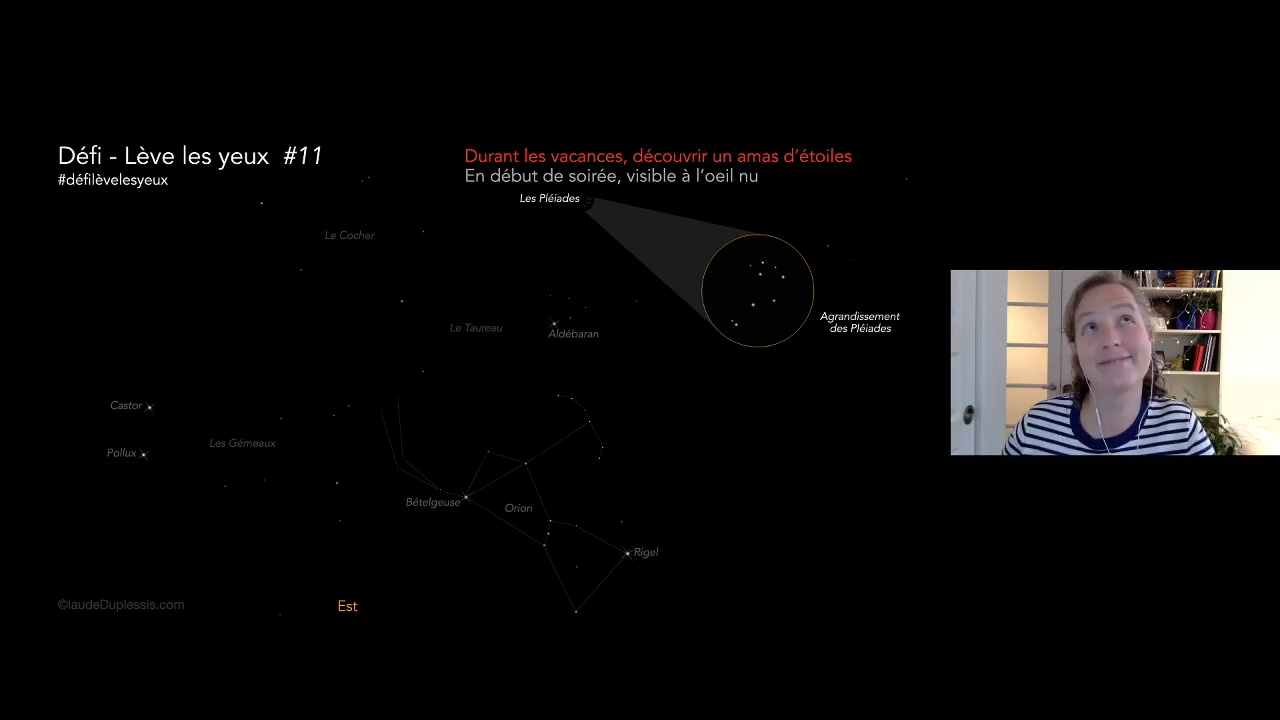 Défi - Lève les yeux #11
#défilèvelesyeux
Durant les vacances, découvrir un amas d'étoiles
En début de soirée, visible à l'oeil nu
Les Pléiades
Le Cocher
Agrandissement
des Pléiades
Le Taureau
Aldébaran
Castor
Pollux
Les Gémeaux
Bételgeuse
Orion
Rigel
©laudeDuplessis.com
Est